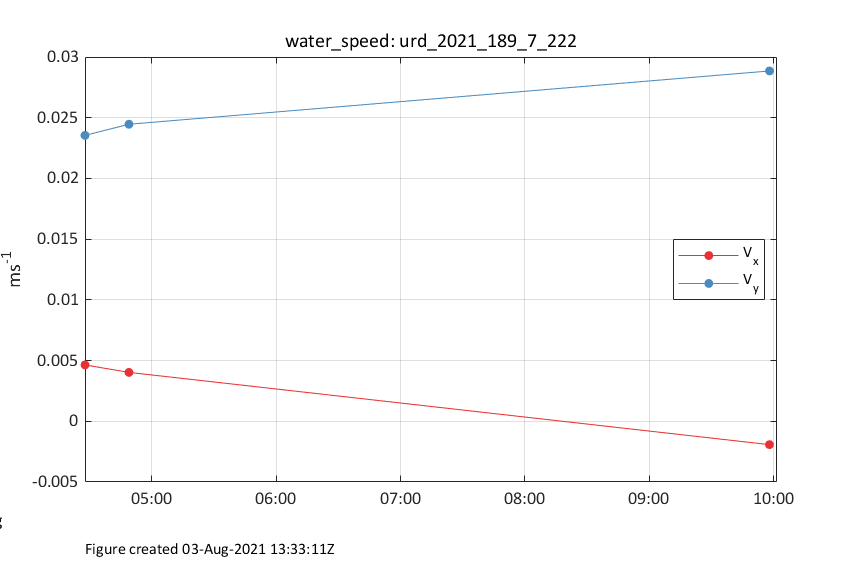 water_speed: urd_2021_189_7_222
0.03
0.025
0.02
0.015
0.01
0.005
0
-0.005
ms⁻¹
Vₓ
Vᵧ
05:00 06:00 07:00 08:00 09:00 10:00
Figure created 03-Aug-2021 13:33:11Z